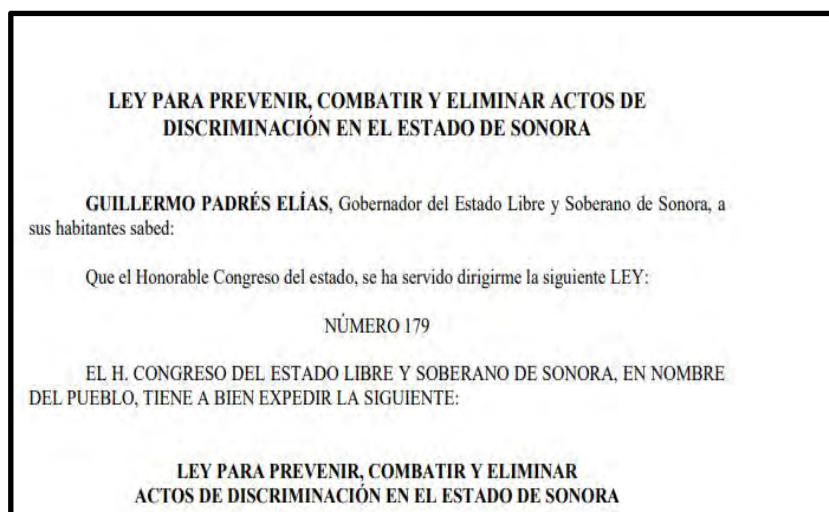 LEY PARA PREVENIR, COMBATIR Y ELIMINAR ACTOS DE
DISCRIMINACIÓN EN EL ESTADO DE SONORA
GUILLERMO PADRÉS ELÍAS, Gobernador del Estado Libre y Soberano de Sonora, a
sus habitantes sabed:
Que el Honorable Congreso del estado, se ha servido dirigirme la siguiente LEY:
NÚMERO 179
EL H. CONGRESO DEL ESTADO LIBRE Y SOBERANO DE SONORA, EN NOMBRE
DEL PUEBLO, TIENE A BIEN EXPEDIR LA SIGUIENTE:
LEY PARA PREVENIR, COMBATIR Y ELIMINAR
ACTOS DE DISCRIMINACIÓN EN EL ESTADO DE SONORA